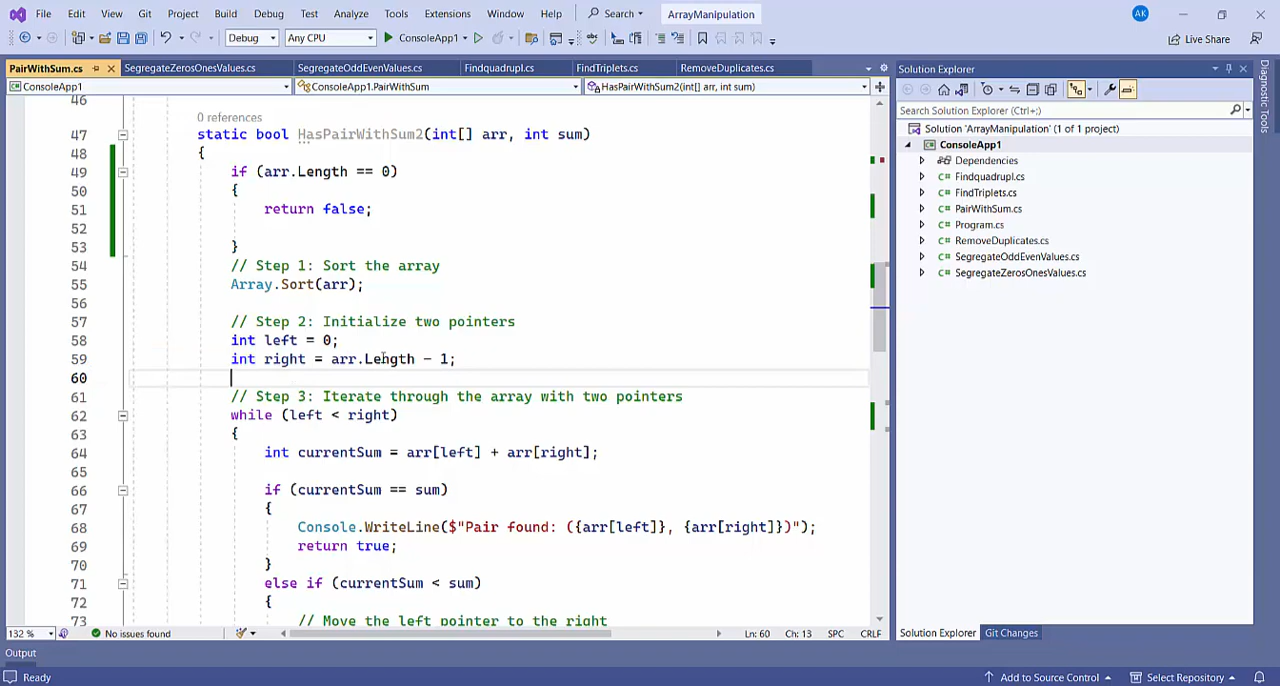 File Edit View Git Project Build Debug Test Analyze Tools Extensions Window Help Search ArrayManipulation AK
Debug Any CPU ConsoleApp1 Live Share
PairWithSum.cs SegregateZerosOnesValues.cs SegregateOddEvenValues.cs Findquadrupl.cs FindTriplets.cs RemoveDuplicates.cs
ConsoleApp1 ConsoleApp1.PairWithSum HasPairWithSum2(int[] arr, int sum)
46
0 references
47 static bool HasPairWithSum2(int[] arr, int sum)
48 {
49 if (arr.Length == 0)
50 {
51 return false;
52
53 }
54 // Step 1: Sort the array
55 Array.Sort(arr);
56
57 // Step 2: Initialize two pointers
58 int left = 0;
59 int right = arr.Length - 1;
60
61 // Step 3: Iterate through the array with two pointers
62 while (left < right)
63 {
64 int currentSum = arr[left] + arr[right];
65
66 if (currentSum == sum)
67 {
68 Console.WriteLine($"Pair found: ({arr[left]}, {arr[right]})");
69 return true;
70 }
71 else if (currentSum < sum)
72 {
73 // Move the left pointer to the right
132 % No issues found Ln: 60 Ch: 13 SPC CRLF
Solution Explorer
Search Solution Explorer (Ctrl+;)
Solution 'ArrayManipulation' (1 of 1 project)
ConsoleApp1
Dependencies
C# Findquadrupl.cs
C# FindTriplets.cs
C# PairWithSum.cs
C# Program.cs
C# RemoveDuplicates.cs
C# SegregateOddEvenValues.cs
C# SegregateZerosOnesValues.cs
Solution Explorer Git Changes
Diagnostic Tools
Output
Ready Add to Source Control Select Repository